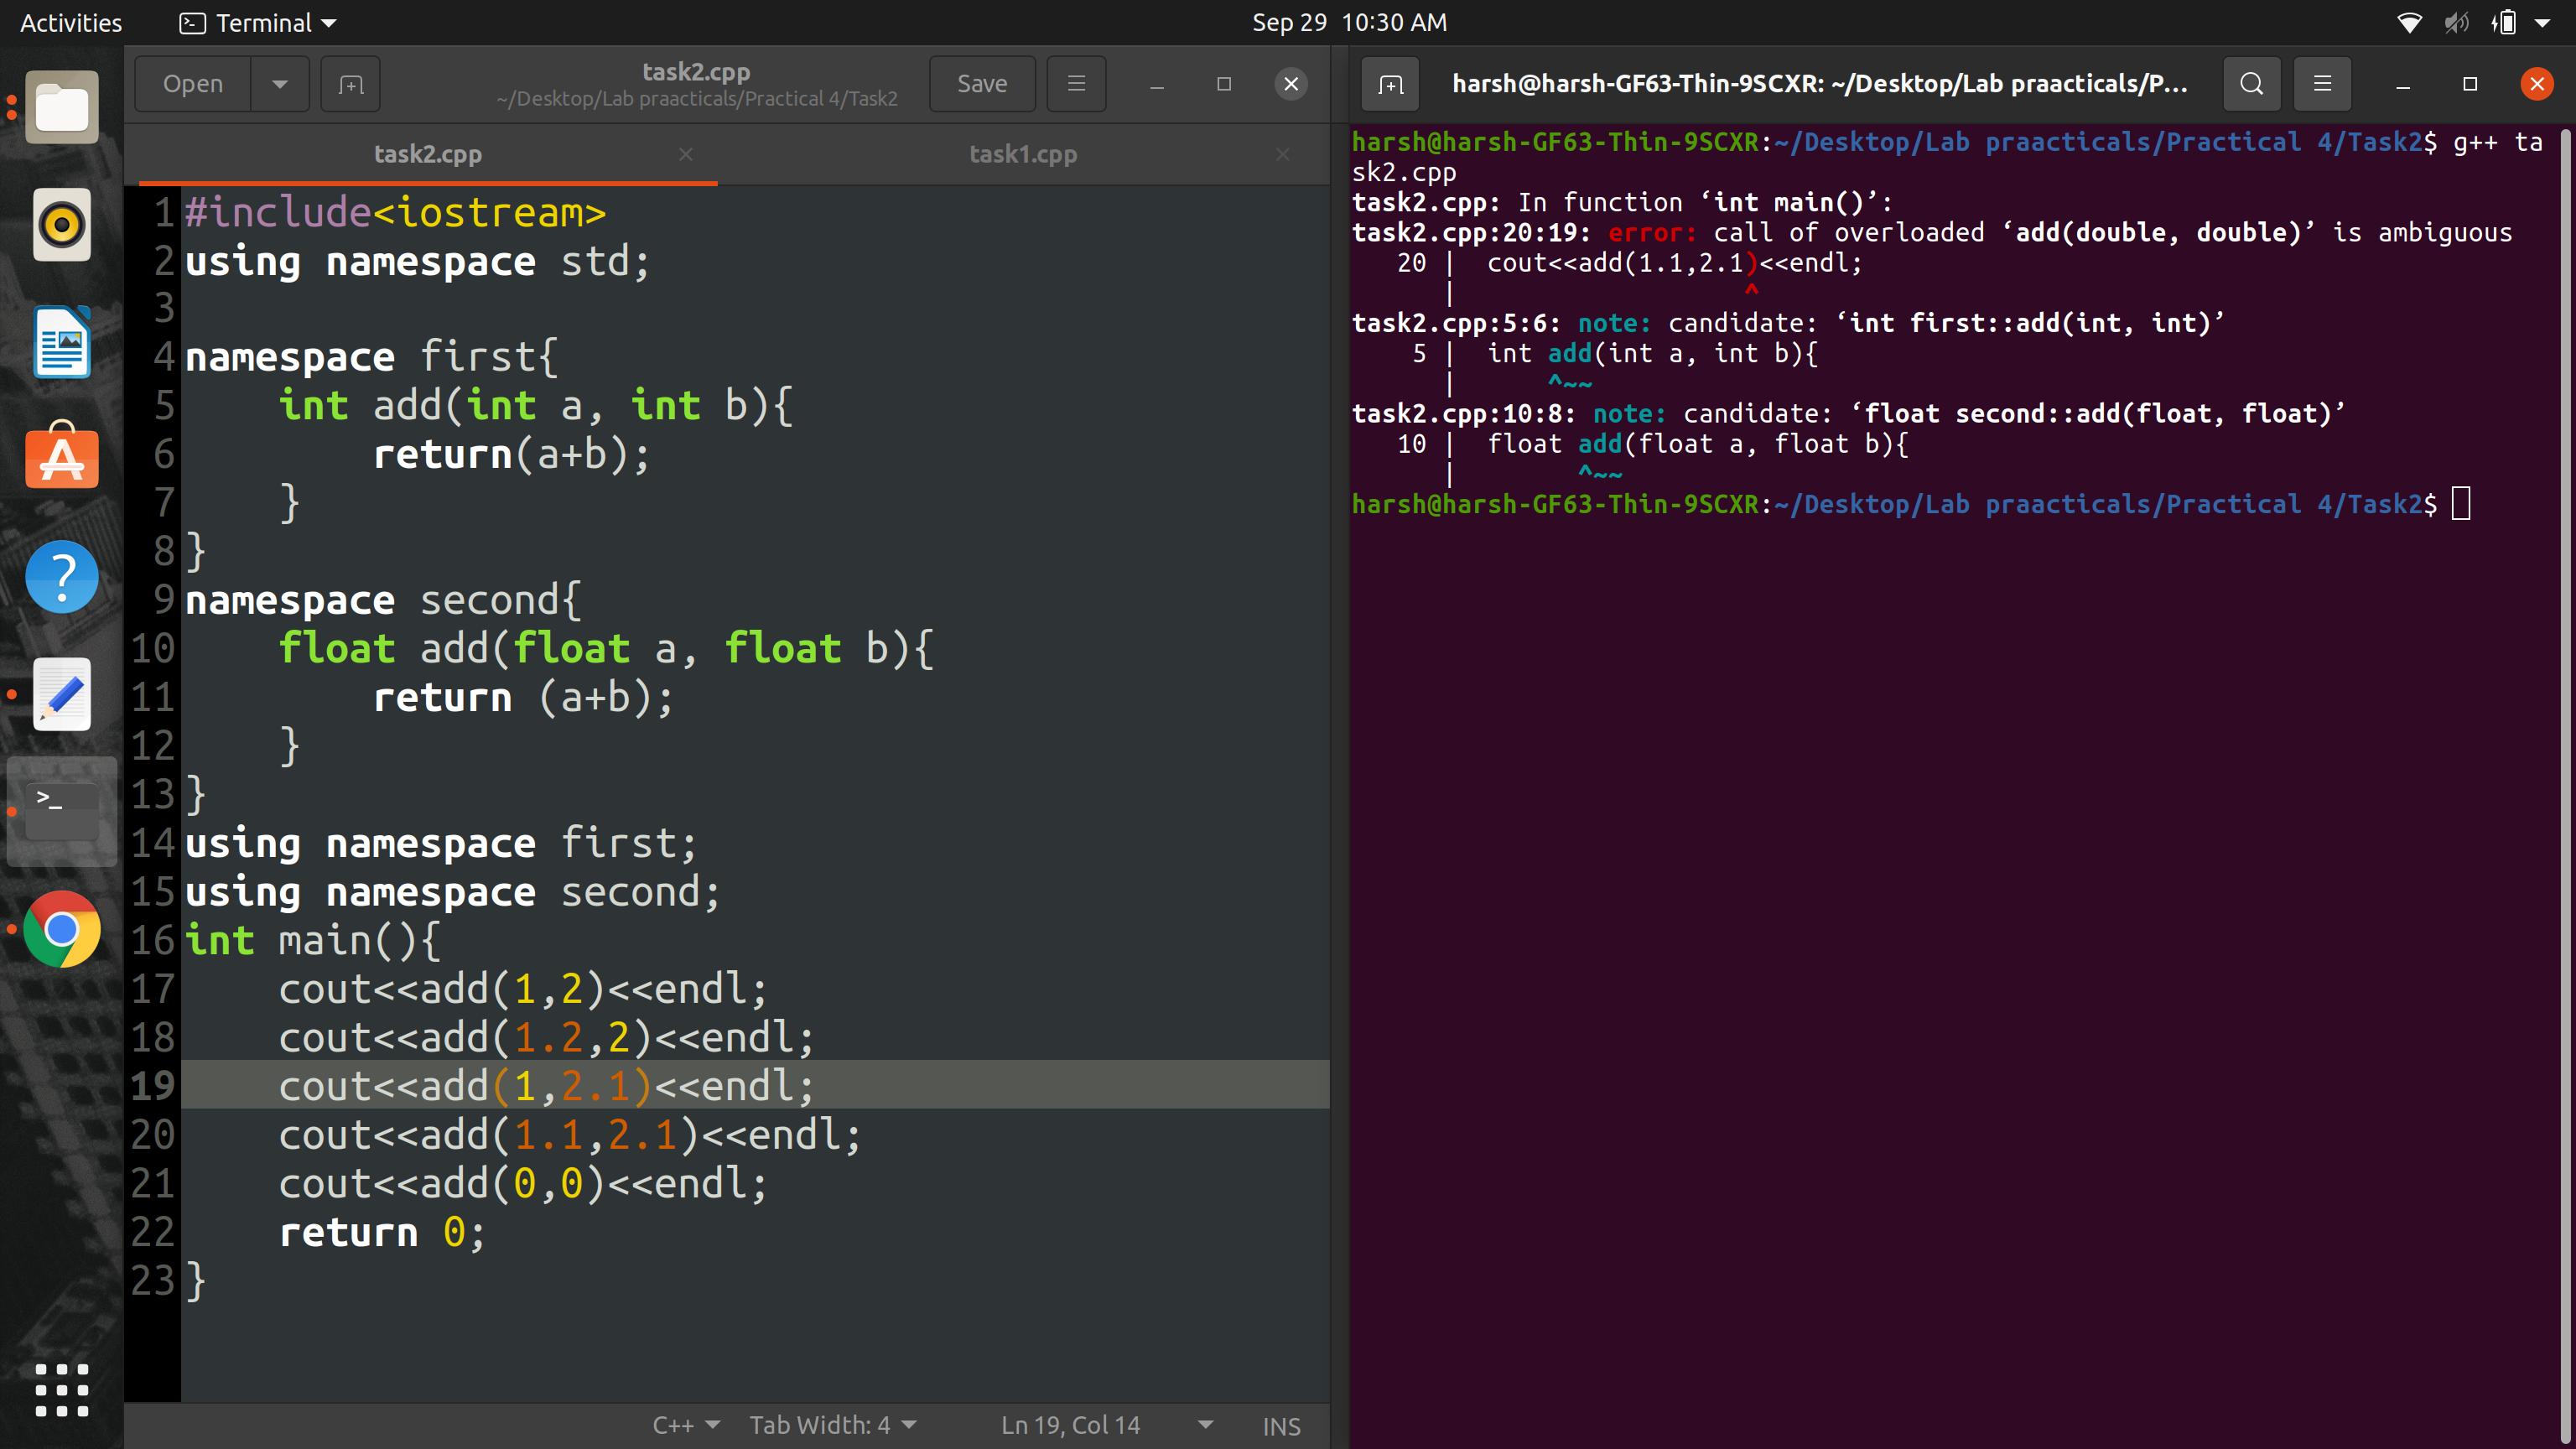 Activities
Terminal
Sep 29 10:30 AM
Open
task2.cpp
~/Desktop/Lab praacticals/Practical 4/Task2
Save
task2.cpp
task1.cpp
1 #include<iostream>
2 using namespace std;
3
4 namespace first{
5 int add(int a, int b){
6 return(a+b);
7 }
8 }
9 namespace second{
10 float add(float a, float b){
11 return (a+b);
12 }
13 }
14 using namespace first;
15 using namespace second;
16 int main(){
17 cout<<add(1,2)<<endl;
18 cout<<add(1.2,2)<<endl;
19 cout<<add(1,2.1)<<endl;
20 cout<<add(1.1,2.1)<<endl;
21 cout<<add(0,0)<<endl;
22 return 0;
23 }
C++
Tab Width: 4
Ln 19, Col 14
INS
harsh@harsh-GF63-Thin-9SCXR: ~/Desktop/Lab praacticals/P...
harsh@harsh-GF63-Thin-9SCXR:~/Desktop/Lab praacticals/Practical 4/Task2$ g++ ta
sk2.cpp
task2.cpp: In function ‘int main()’:
task2.cpp:20:19: error: call of overloaded ‘add(double, double)’ is ambiguous
20 | cout<<add(1.1,2.1)<<endl;
| ^
task2.cpp:5:6: note: candidate: ‘int first::add(int, int)’
5 | int add(int a, int b){
| ^~~
task2.cpp:10:8: note: candidate: ‘float second::add(float, float)’
10 | float add(float a, float b){
| ^~~
harsh@harsh-GF63-Thin-9SCXR:~/Desktop/Lab praacticals/Practical 4/Task2$